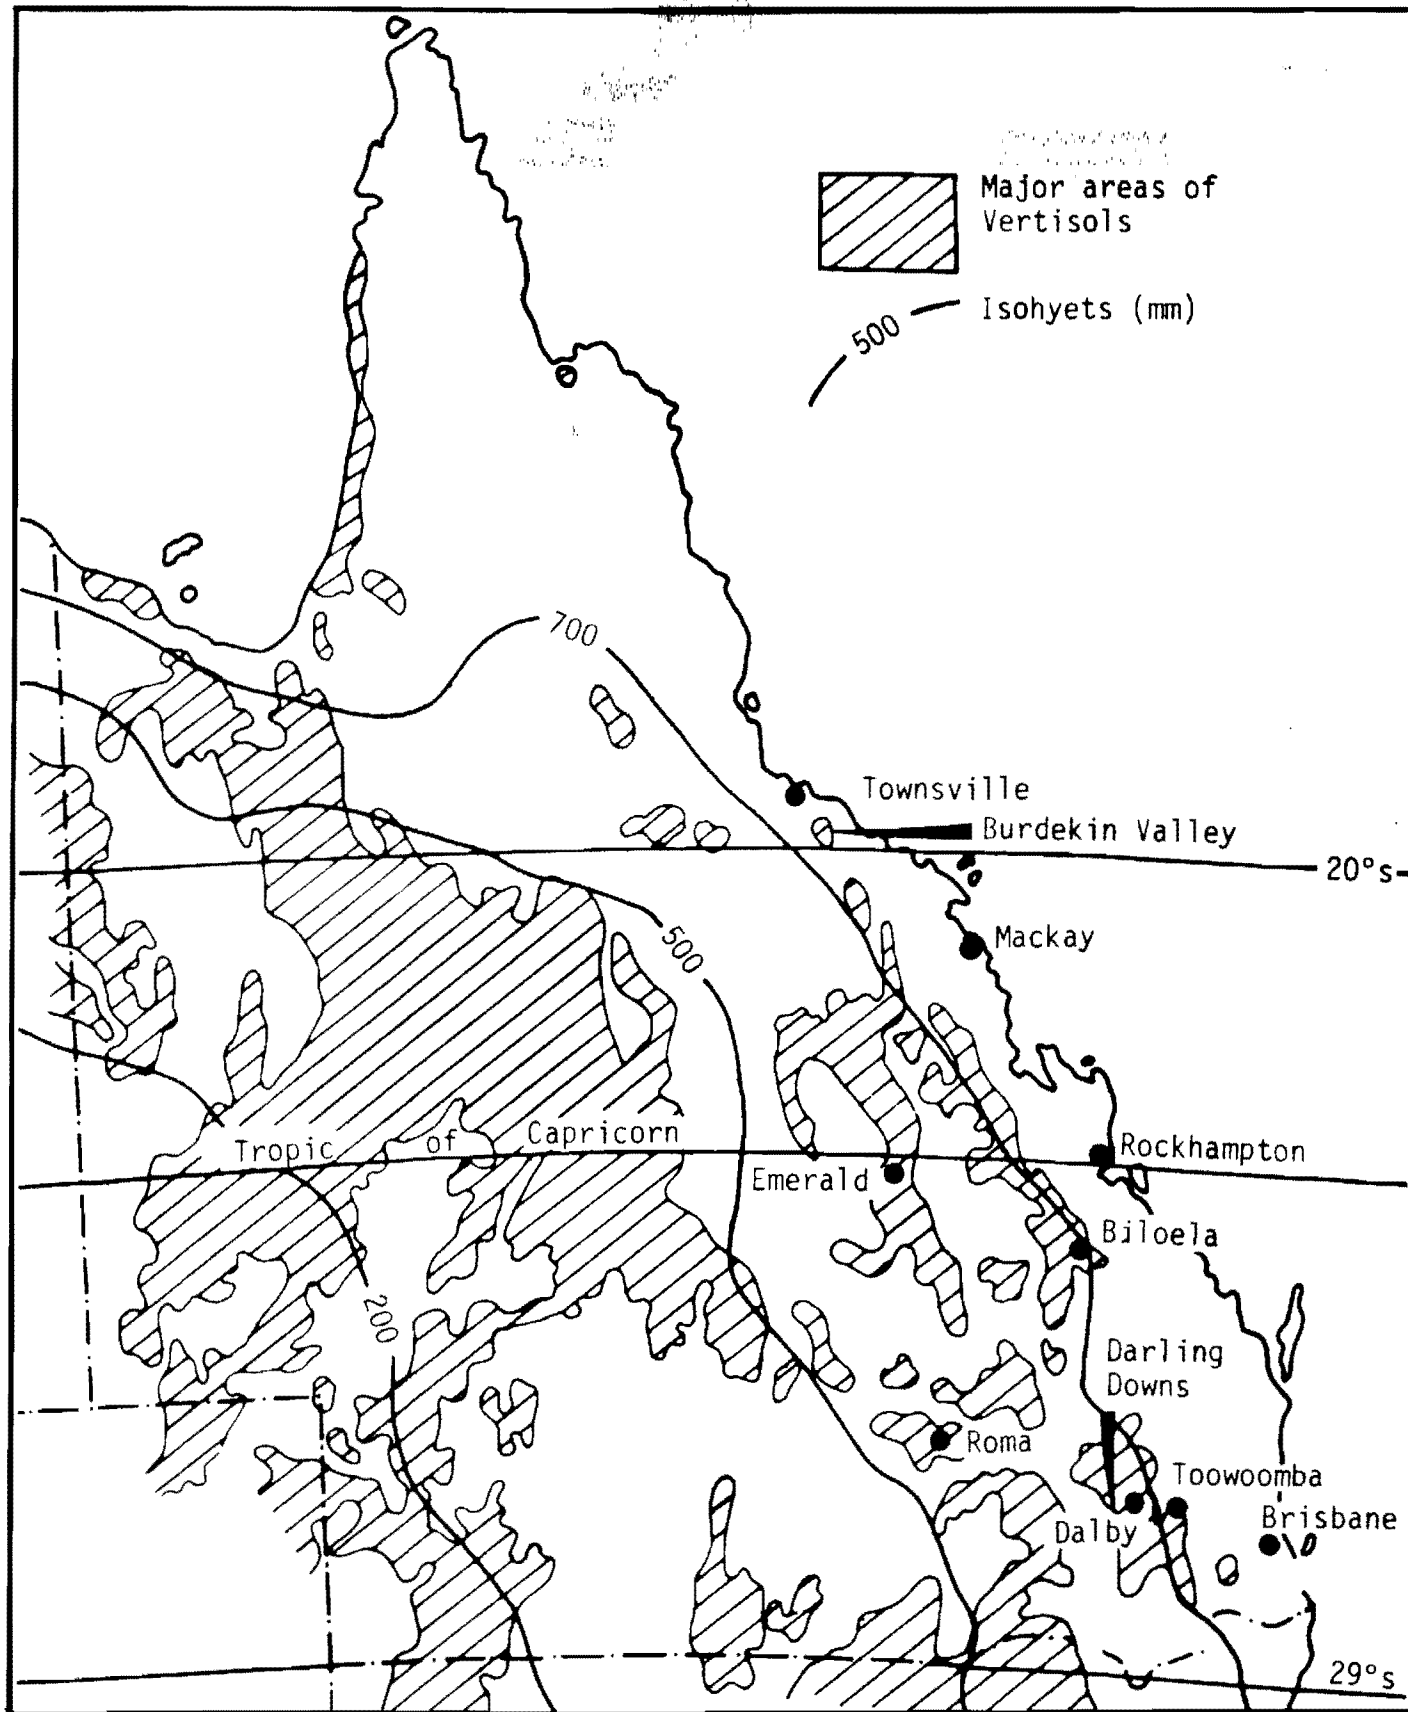 Major areas of
Vertisols
Isohyets (mm)
500
700
Townsville
Burdekin Valley
20°s
500
Mackay
Tropic of Capricorn
Rockhampton
Emerald
Biloela
200
Darling
Downs
Roma
Toowoomba
Dalby
Brisbane
29°s